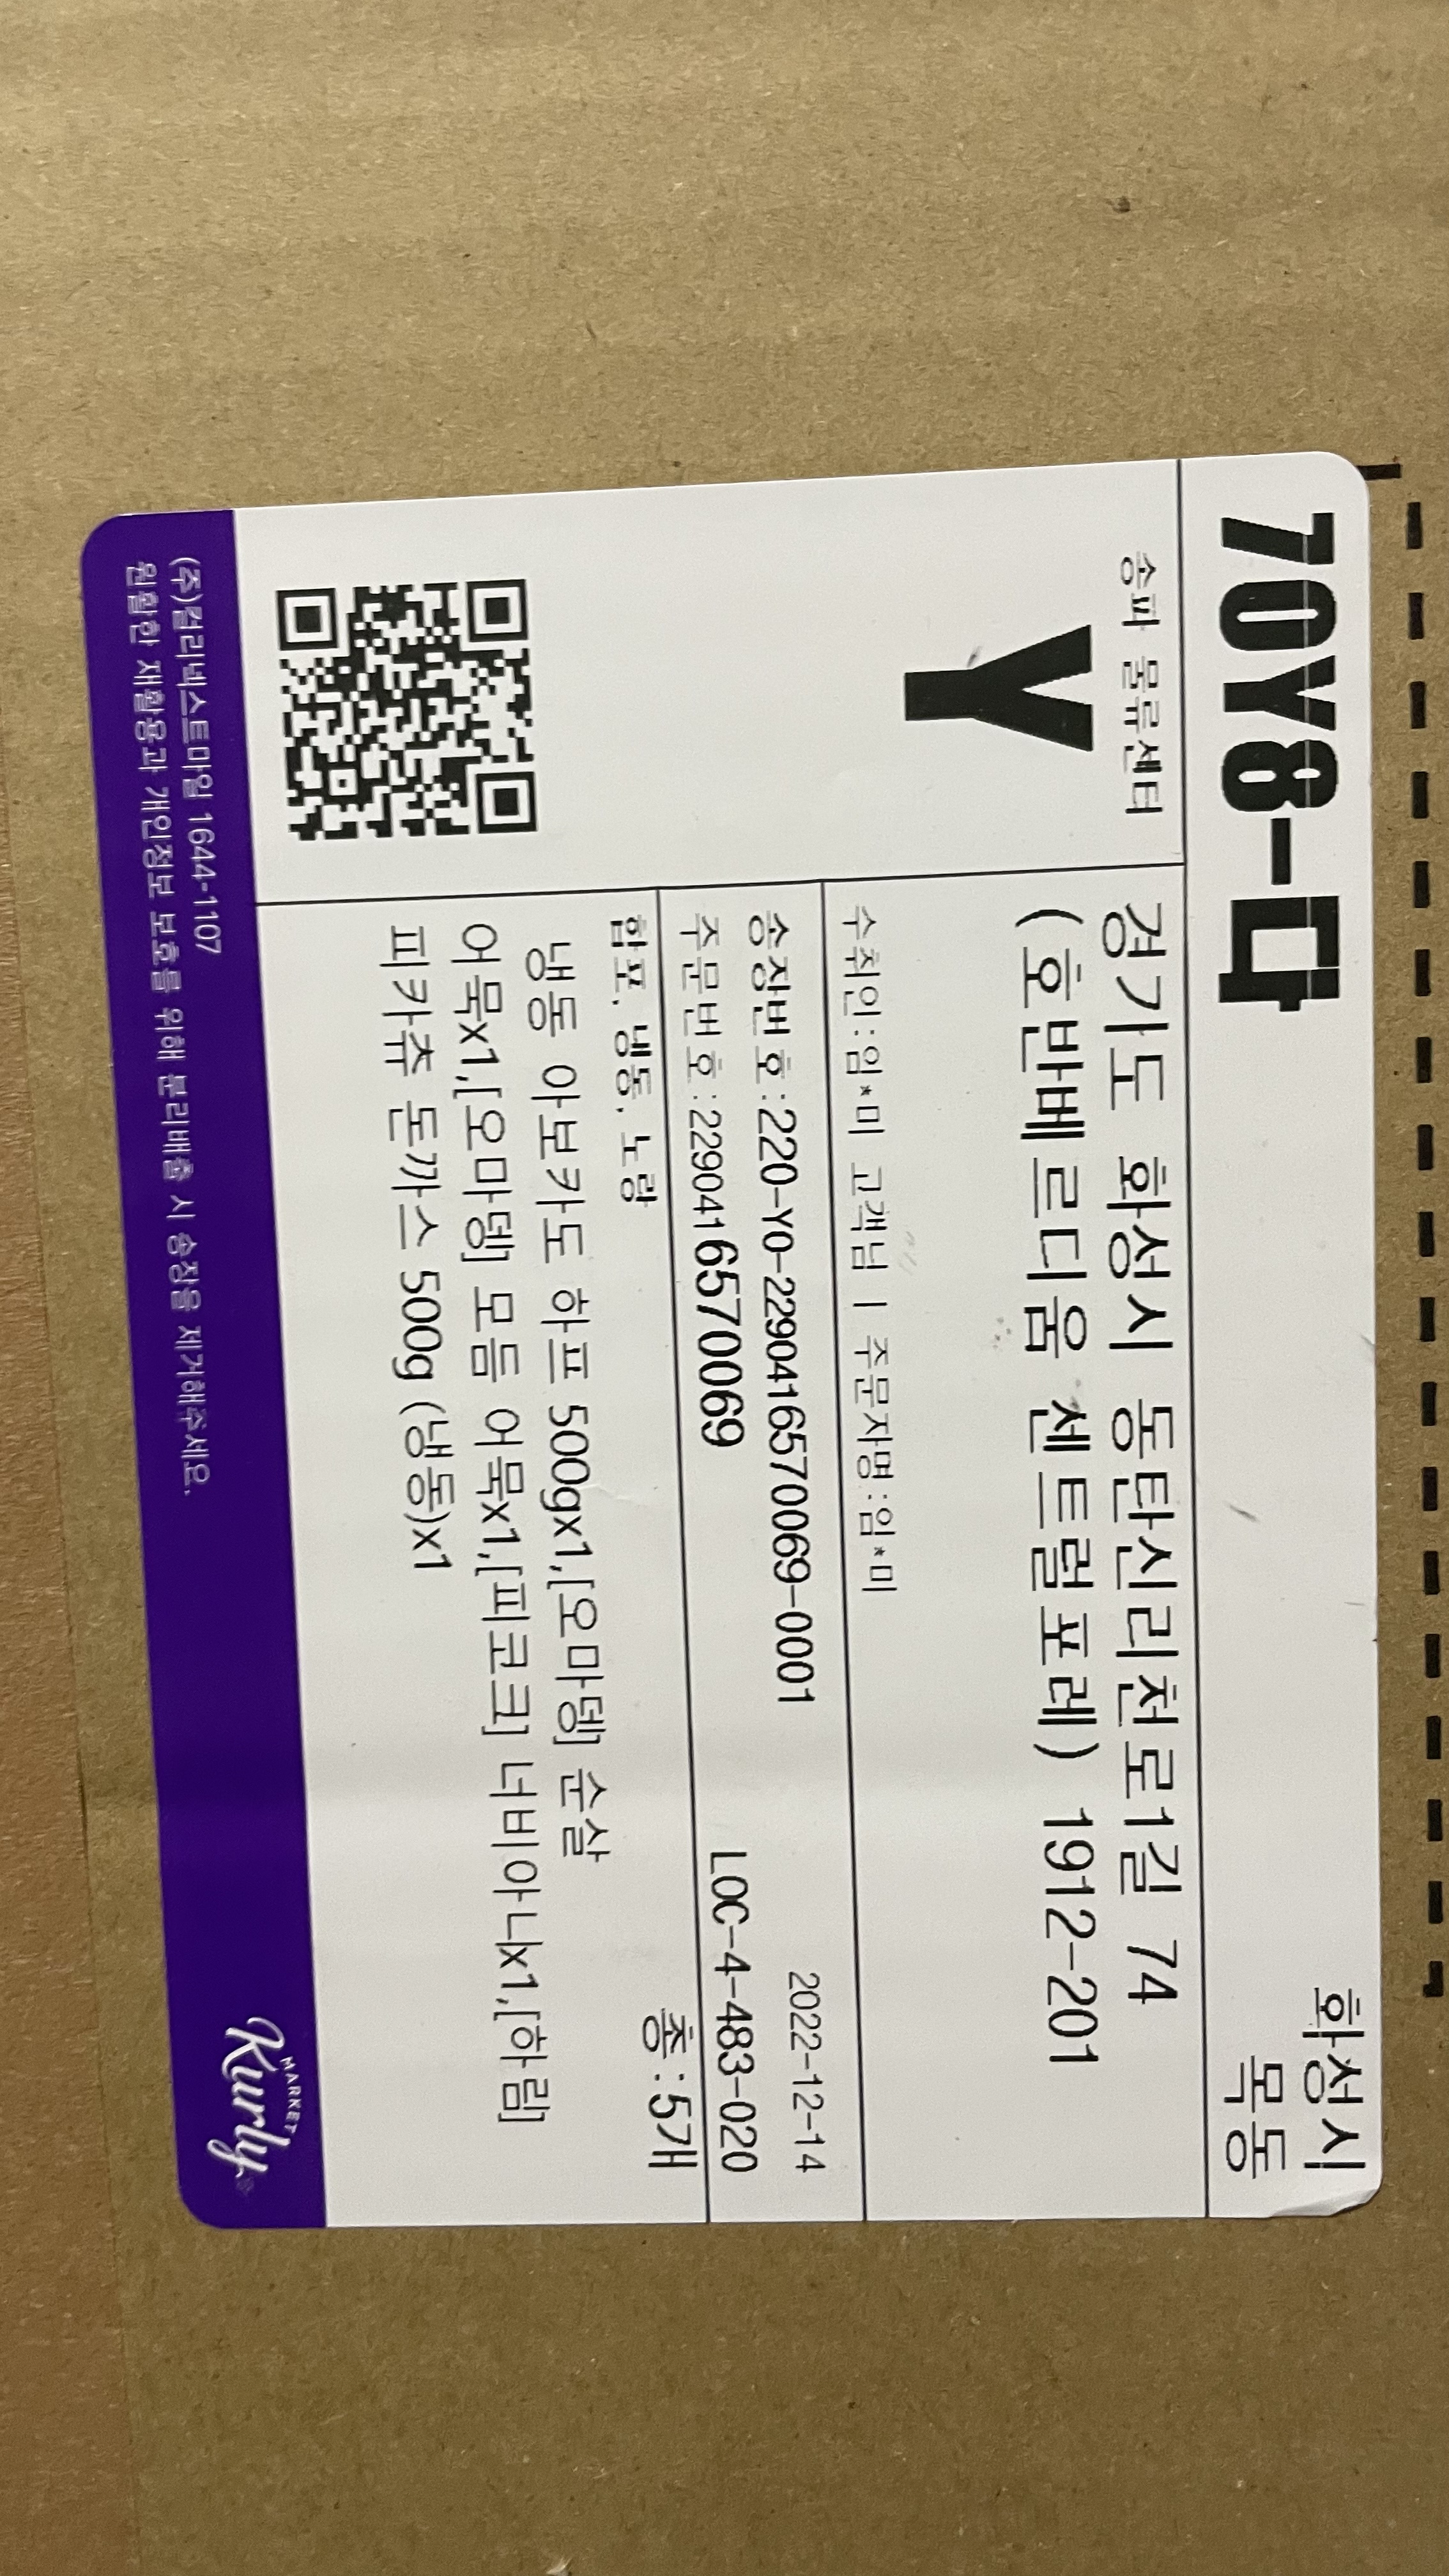 70Y8-다
화성시
목동
송파 물류센터
Y
경기도 화성시 동탄신리천로1길 74
(호반베르디움 센트럴포레) 1912-201
수취인:임*미 고객님 | 주문자명:임*미
송장번호:220-Y0-2290416570069-0001 2022-12-14
주문번호:2290416570069 LOC-4-483-020
합포, 냉동, 노랑 총:5개
냉동 아보카도 하프 500gx1,[오마뎅] 순살
어묵x1,[오마뎅] 모듬 어묵x1,[피코크] 너비아니x1,[하림]
피카츄 돈까스 500g (냉동)x1
(주)컬리넥스트마일 1644-1107
원활한 재활용과 개인정보 보호를 위해 분리배출 시 송장을 제거해주세요.
MARKET
Kurly